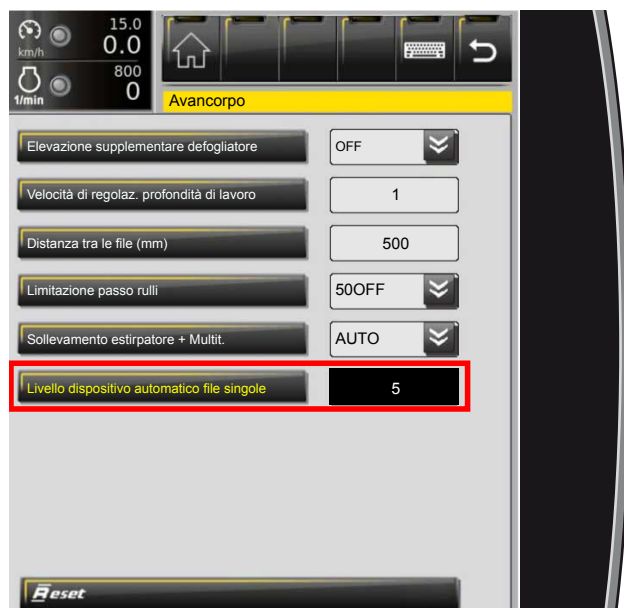 15.0
km/h 0.0
800
1/min 0
Avancorpo
Elevazione supplementare defogliatore OFF
Velocità di regolaz. profondità di lavoro 1
Distanza tra le file (mm) 500
Limitazione passo rulli 50OFF
Sollevamento estirpatore + Multit. AUTO
Livello dispositivo automatico file singole 5
Reset